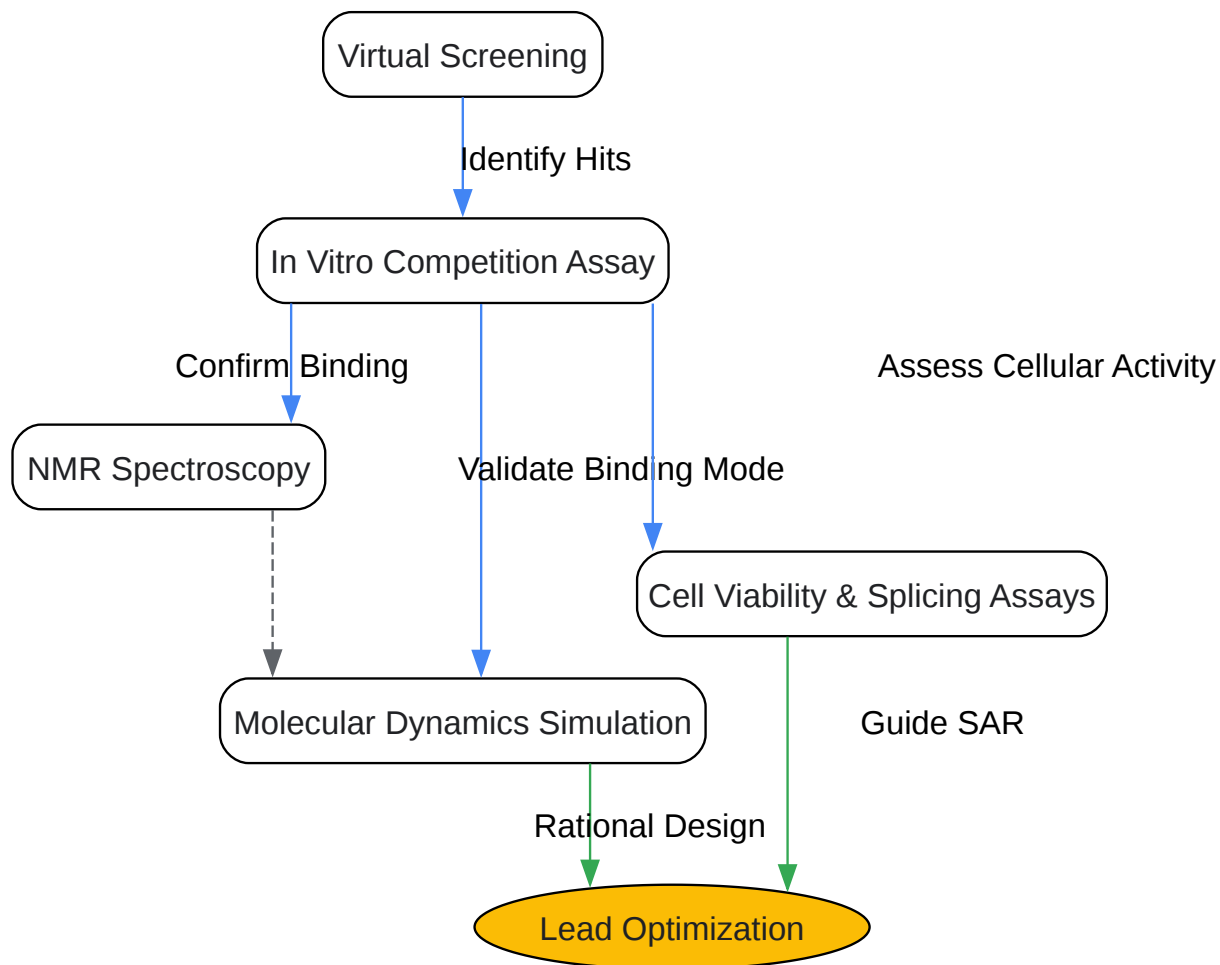 Virtual Screening
Identify Hits
In Vitro Competition Assay
Confirm Binding
Assess Cellular Activity
NMR Spectroscopy
Validate Binding Mode
Cell Viability & Splicing Assays
Molecular Dynamics Simulation
Guide SAR
Rational Design
Lead Optimization